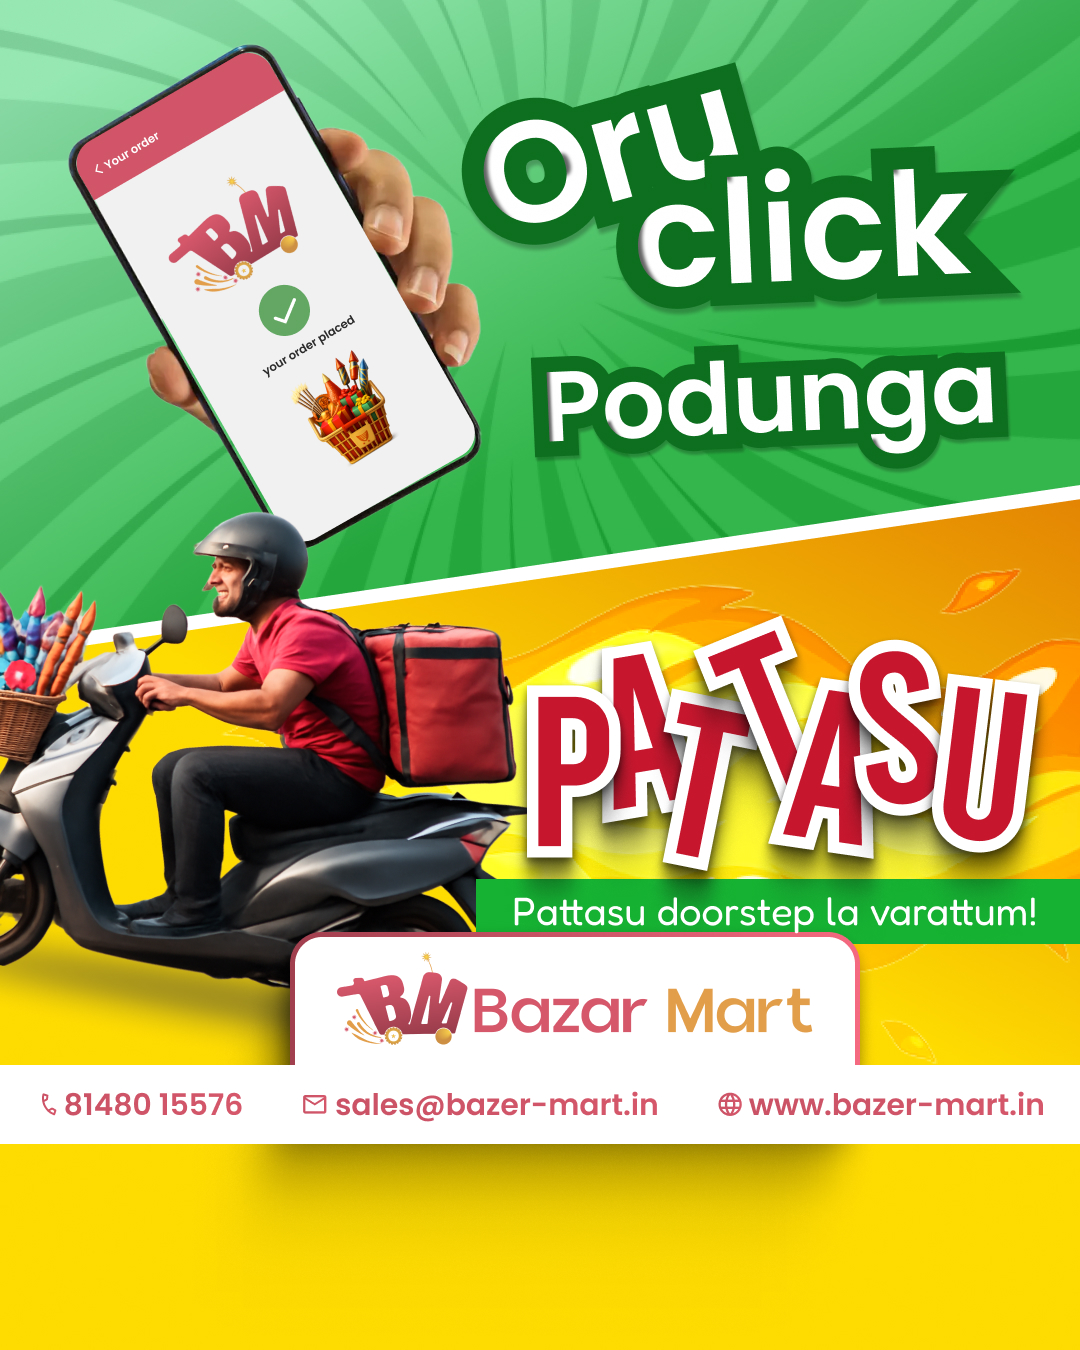 < Your order
BM
your order placed
Oru
click
Podunga
PATTASU
Pattasu doorstep la varattum!
BM Bazar Mart
81480 15576 sales@bazer-mart.in www.bazer-mart.in